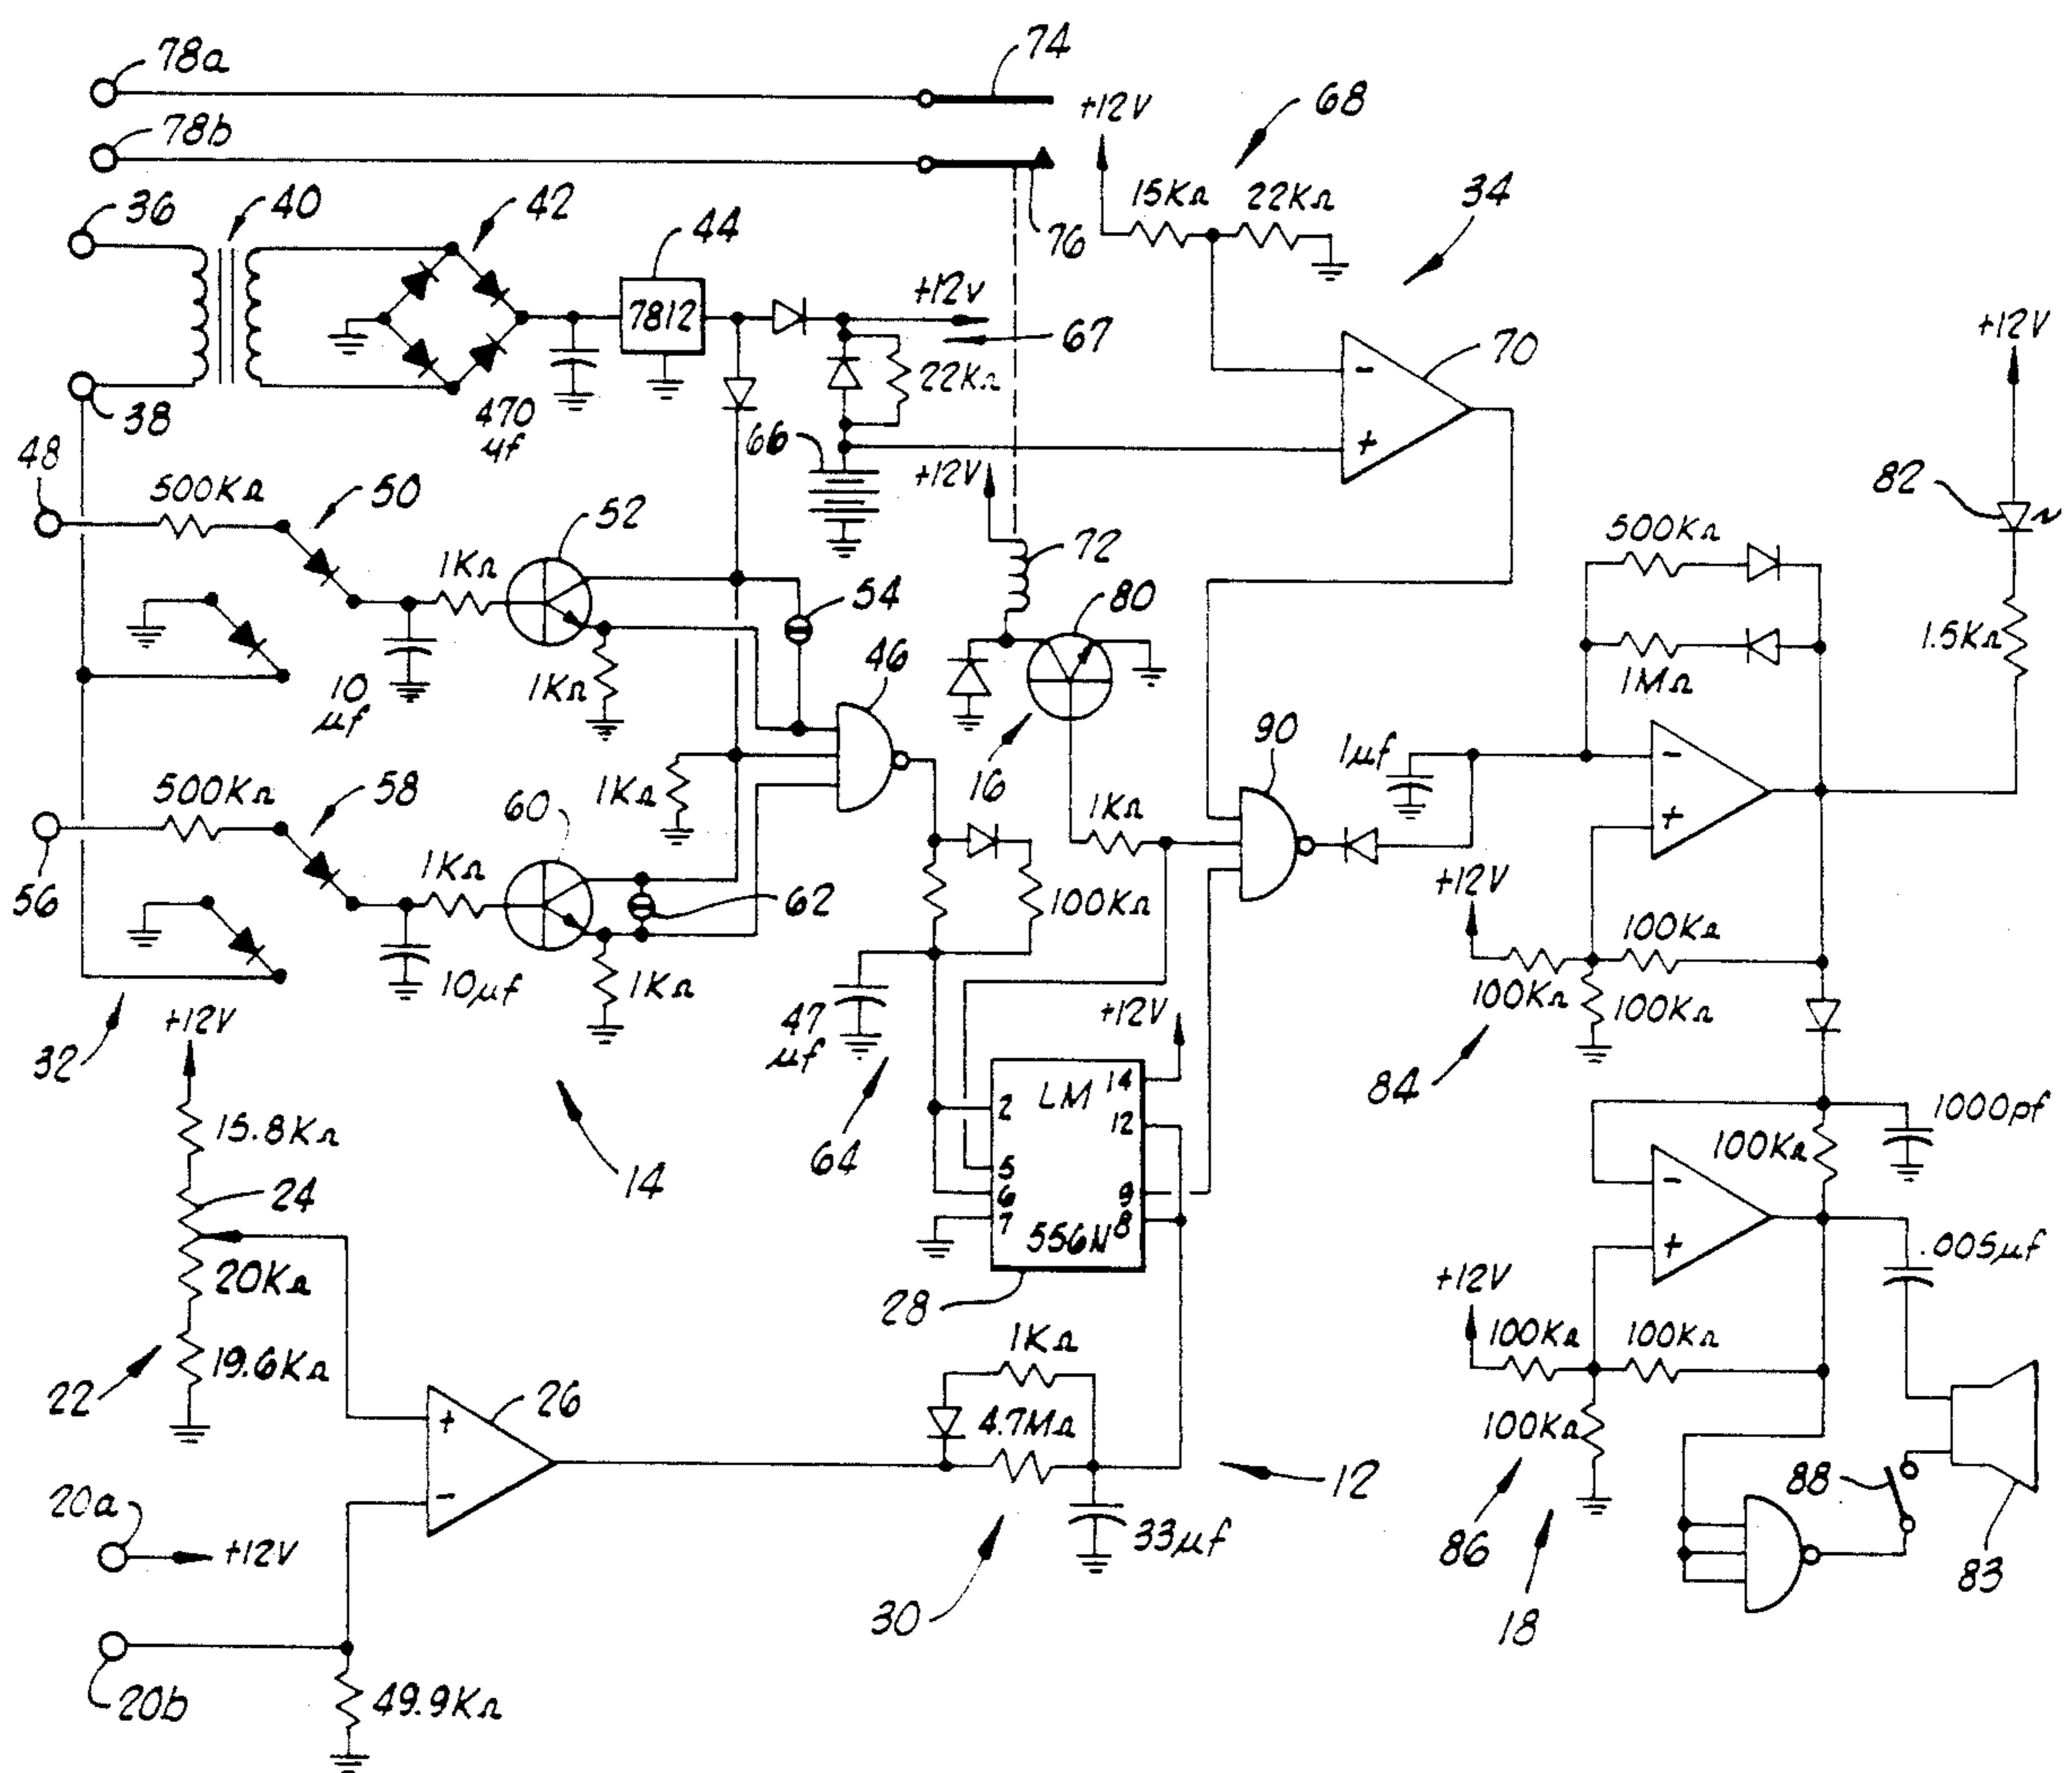 78a
74
+12V
68
78b
15KΩ
22KΩ
34
36
40
42
44
76
7812
+12V
67
70
+12V
38
470
µf
22KΩ
66
+12V
82
48
500KΩ
50
52
72
500KΩ
1KΩ
54
80
1.5KΩ
10
µf
1KΩ
46
1MΩ
16
90
1µf
500KΩ
58
60
1KΩ
1KΩ
56
1KΩ
62
100KΩ
+12V
10µf
1KΩ
100KΩ
32
+12V
47
µf
+12V
100KΩ
100KΩ
64
84
15.8KΩ
14
LM
14
2
12
5
6
9
7
8
556N
28
1000pf
100KΩ
24
20KΩ
.005µf
+12V
22
19.6KΩ
26
1KΩ
100KΩ
100KΩ
4.7MΩ
12
100KΩ
88
20a
+12V
33µf
86
83
30
18
20b
49.9KΩ
-
+
-
+
-
+
+
-